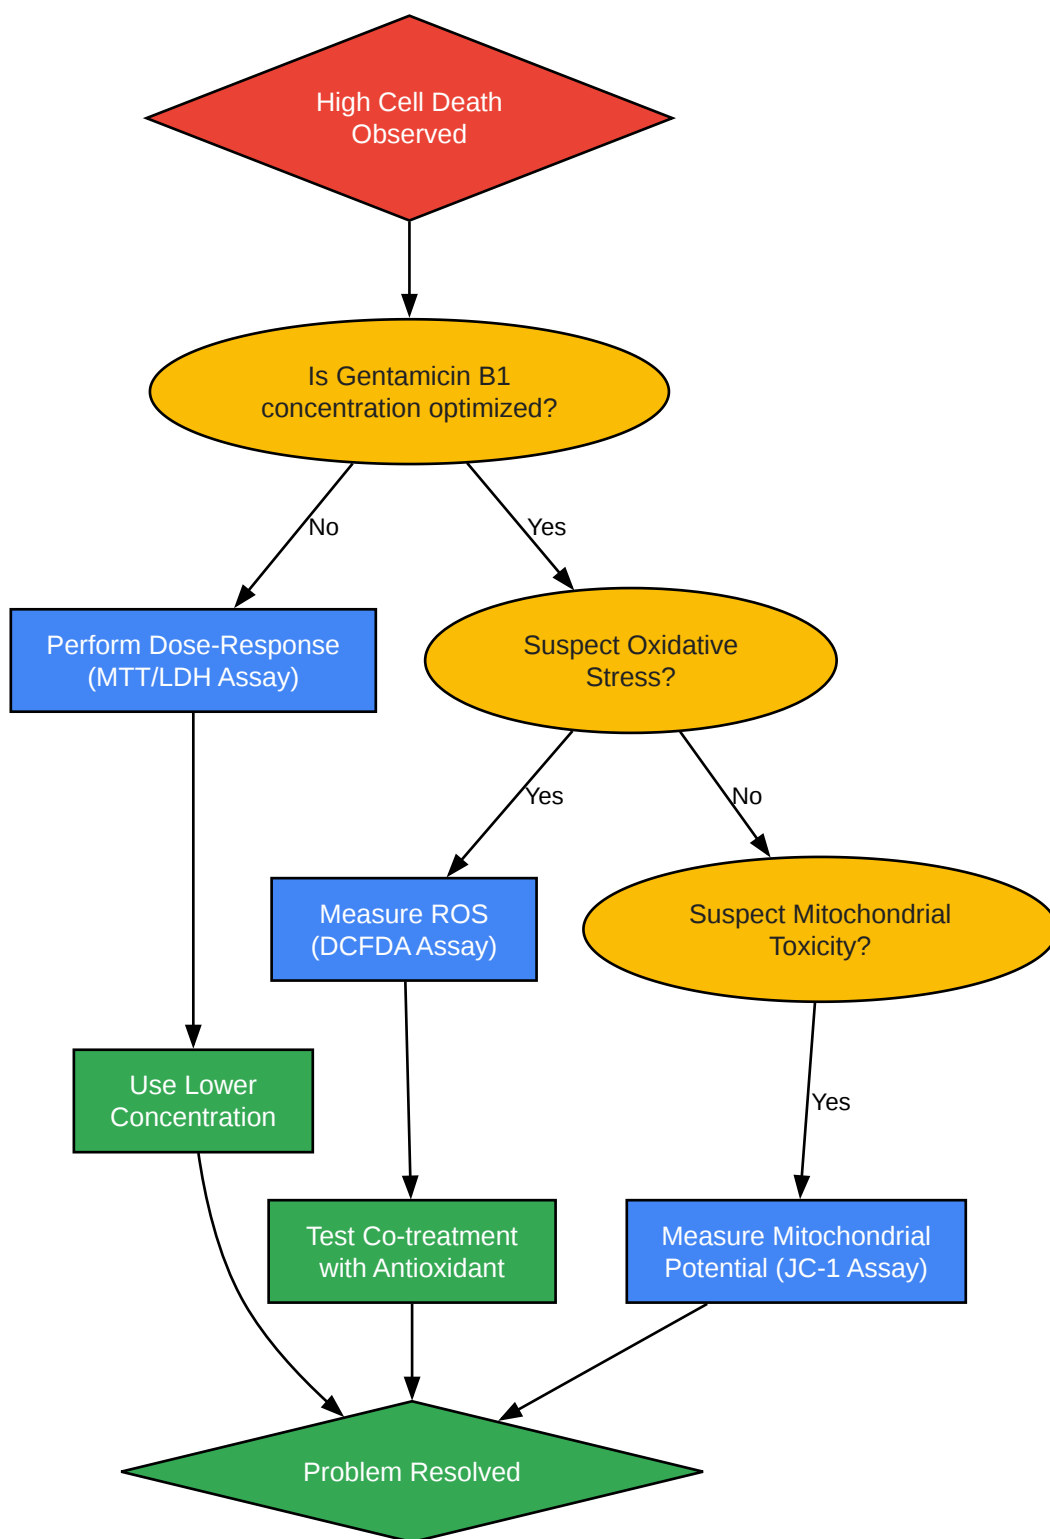 High Cell Death
Observed
Is Gentamicin B1
concentration optimized?
No
Yes
Perform Dose-Response
(MTT/LDH Assay)
Suspect Oxidative
Stress?
Yes
No
Measure ROS
(DCFDA Assay)
Suspect Mitochondrial
Toxicity?
Use Lower
Concentration
Yes
Test Co-treatment
with Antioxidant
Measure Mitochondrial
Potential (JC-1 Assay)
Problem Resolved